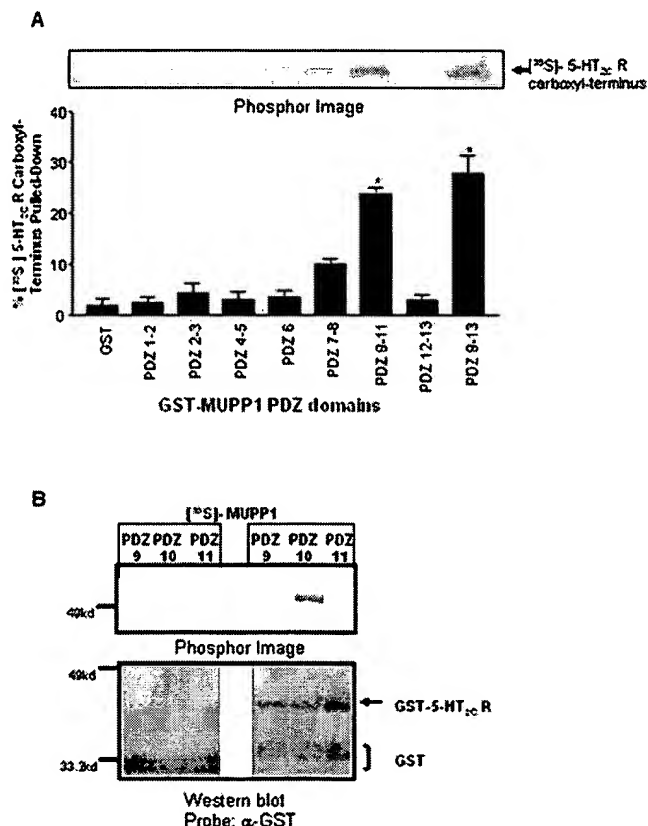 A
[³⁵S]- 5-HT₂C R
carboxyl-terminus
Phosphor Image
% [³⁵S] 5-HT₂C R Carboxyl-
Terminus Pulled-Down
40
30
20
10
0
*
*
GST
PDZ 1-2
PDZ 2-3
PDZ 4-5
PDZ 6
PDZ 7-8
PDZ 9-11
PDZ 12-13
PDZ 9-13
GST-MUPP1 PDZ domains
B
[³⁵S]- MUPP1
PDZ PDZ PDZ PDZ PDZ PDZ
9 10 11 9 10 11
49kd
Phosphor Image
49kd
GST-5-HT₂C R
33.2kd
GST
Western blot
Probe: α-GST